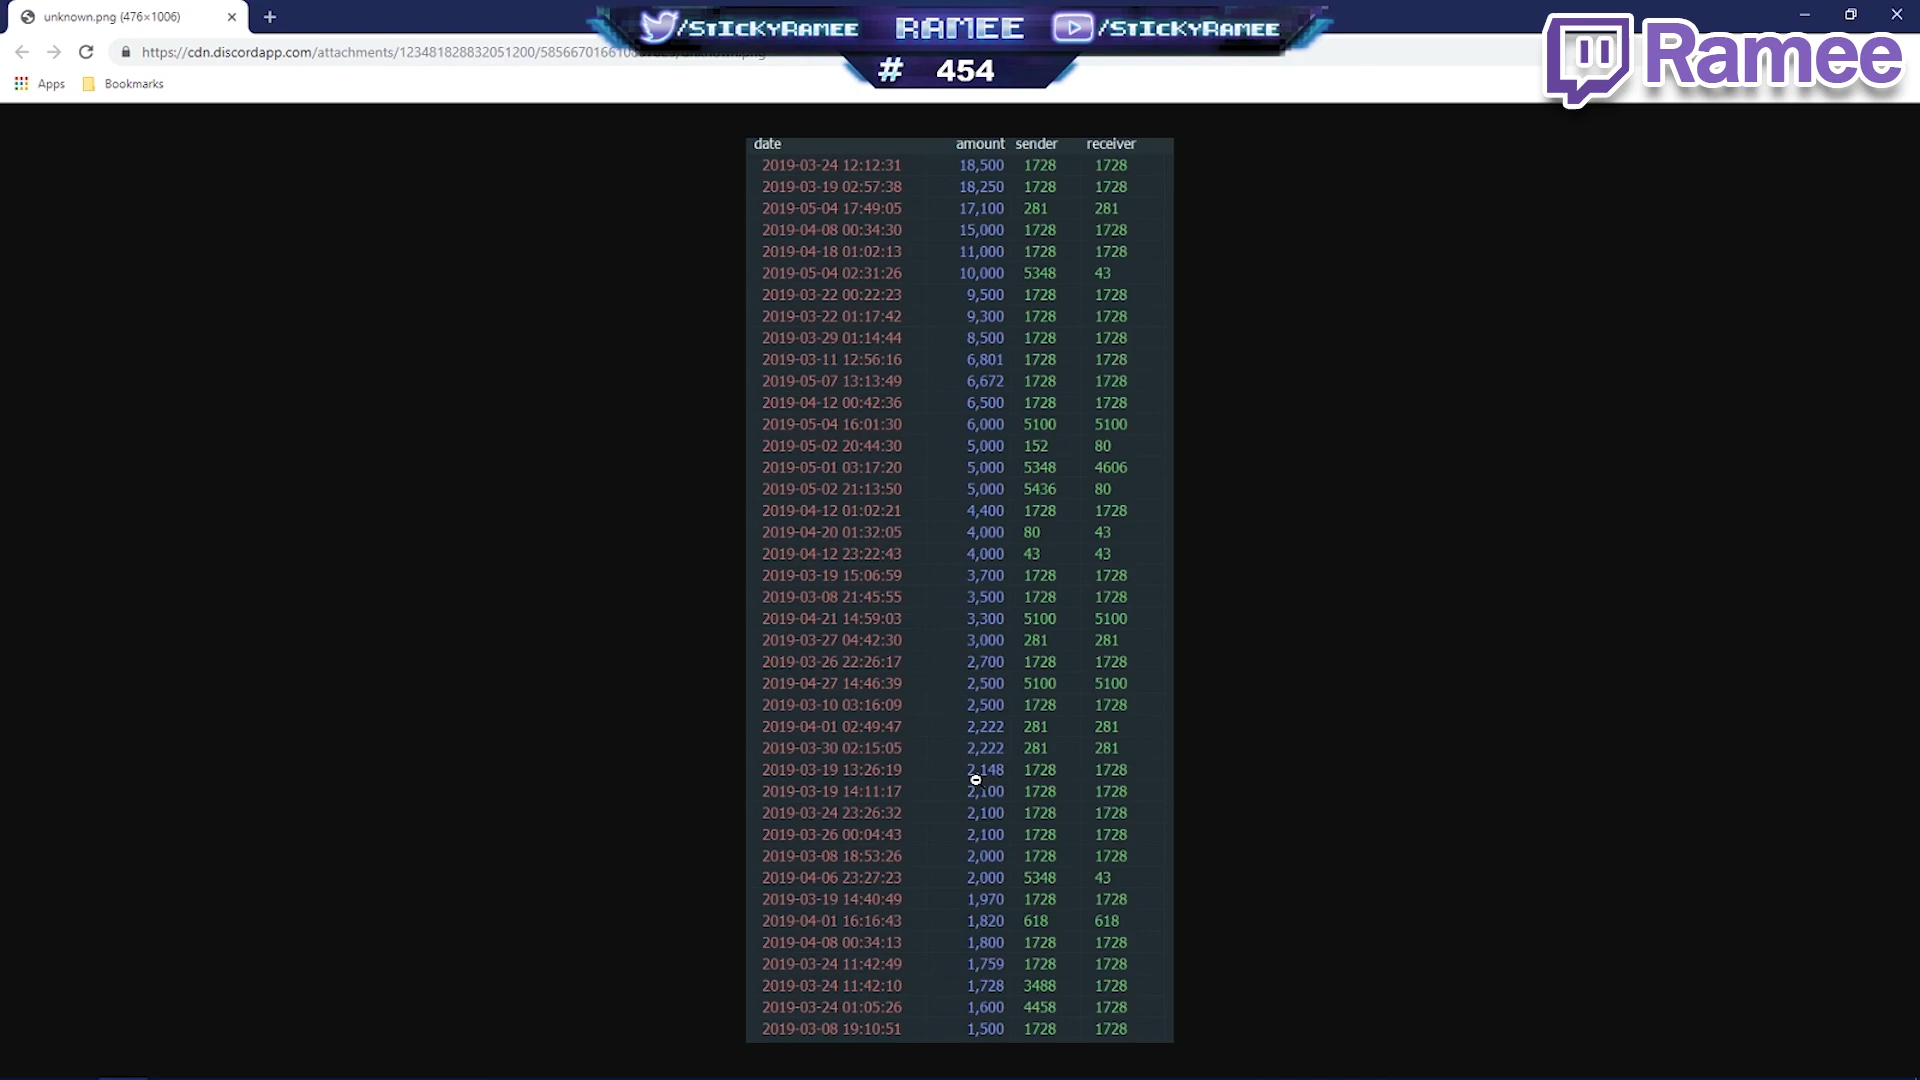 unknown.png (476×1006)
/StickyRamee
RAMEE
/StickyRamee
Ramee
https://cdn.discordapp.com/attachments/123481828832051200/
# 454
Apps
Bookmarks
date amount sender receiver
2019-03-24 12:12:31 18,500 1728 1728
2019-03-19 02:57:38 18,250 1728 1728
2019-05-04 17:49:05 17,100 281 281
2019-04-08 00:34:30 15,000 1728 1728
2019-04-18 01:02:13 11,000 1728 1728
2019-05-04 02:31:26 10,000 5348 43
2019-03-22 00:22:23 9,500 1728 1728
2019-03-22 01:17:42 9,300 1728 1728
2019-03-29 01:14:44 8,500 1728 1728
2019-03-11 12:56:16 6,801 1728 1728
2019-05-07 13:13:49 6,672 1728 1728
2019-04-12 00:42:36 6,500 1728 1728
2019-05-04 16:01:30 6,000 5100 5100
2019-05-02 20:44:30 5,000 152 80
2019-05-01 03:17:20 5,000 5348 4606
2019-05-02 21:13:50 5,000 5436 80
2019-04-12 01:02:21 4,400 1728 1728
2019-04-20 01:32:05 4,000 80 43
2019-04-12 23:22:43 4,000 43 43
2019-03-19 15:06:59 3,700 1728 1728
2019-03-08 21:45:55 3,500 1728 1728
2019-04-21 14:59:03 3,300 5100 5100
2019-03-27 04:42:30 3,000 281 281
2019-03-26 22:26:17 2,700 1728 1728
2019-04-27 14:46:39 2,500 5100 5100
2019-03-10 03:16:09 2,500 1728 1728
2019-04-01 02:49:47 2,222 281 281
2019-03-30 02:15:05 2,222 281 281
2019-03-19 13:26:19 2,148 1728 1728
2019-03-19 14:11:17 2,100 1728 1728
2019-03-24 23:26:32 2,100 1728 1728
2019-03-26 00:04:43 2,100 1728 1728
2019-03-08 18:53:26 2,000 1728 1728
2019-04-06 23:27:23 2,000 5348 43
2019-03-19 14:40:49 1,970 1728 1728
2019-04-01 16:16:43 1,820 618 618
2019-04-08 00:34:13 1,800 1728 1728
2019-03-24 11:42:49 1,759 1728 1728
2019-03-24 11:42:10 1,728 3488 1728
2019-03-24 01:05:26 1,600 4458 1728
2019-03-08 19:10:51 1,500 1728 1728